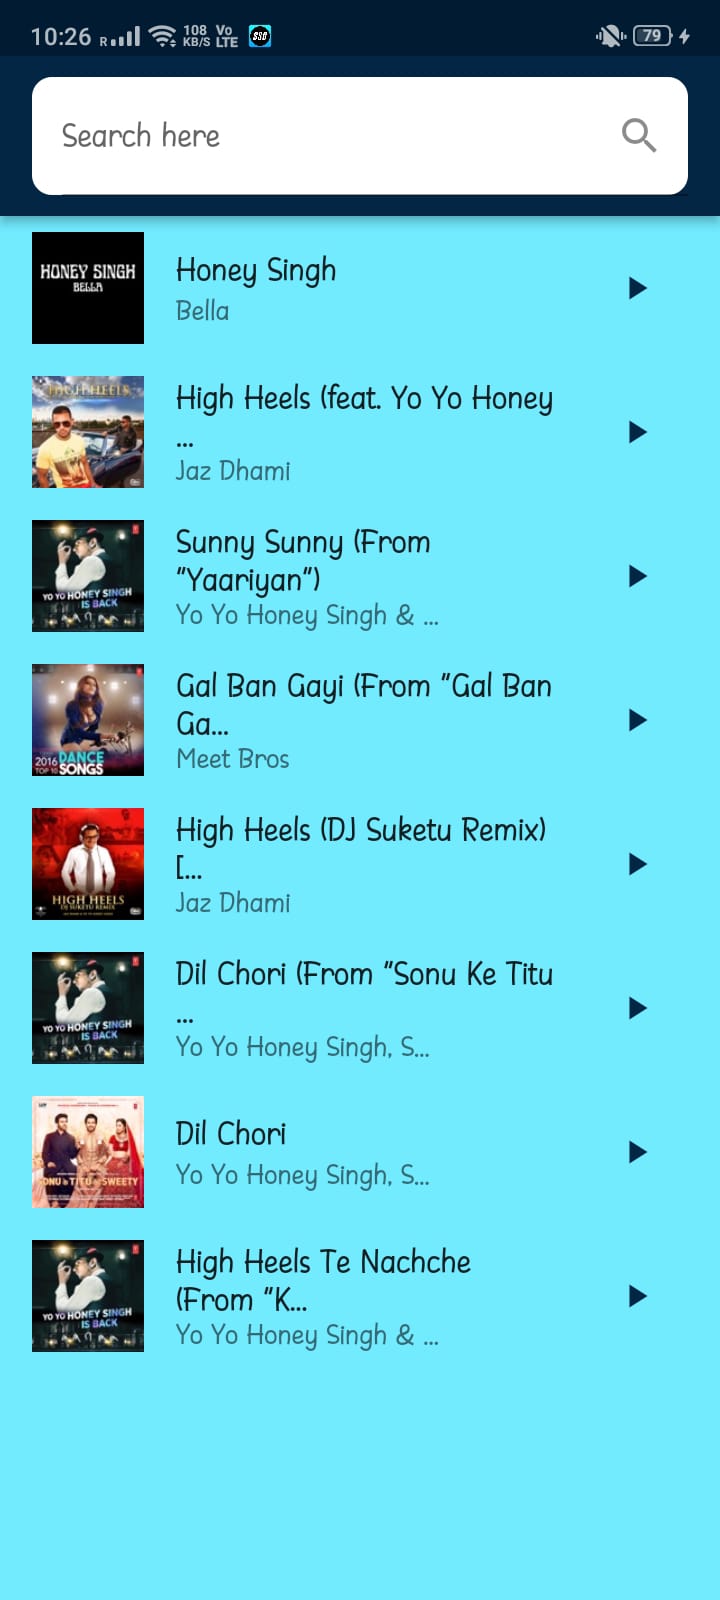 10:26 R 108 KB/S Vo LTE SSG 79
Search here
HONEY SINGH
BELLA
Honey Singh
Bella
HIGH HEELS
High Heels (feat. Yo Yo Honey
...
Jaz Dhami
YO YO HONEY SINGH
IS BACK
Sunny Sunny (From
"Yaariyan")
Yo Yo Honey Singh & ...
2016 DANCE
TOP 10 SONGS
Gal Ban Gayi (From "Gal Ban
Ga...
Meet Bros
HIGH HEELS
DJ SUKETU REMIX
High Heels (DJ Suketu Remix)
[...
Jaz Dhami
YO YO HONEY SINGH
IS BACK
Dil Chori (From "Sonu Ke Titu
...
Yo Yo Honey Singh, S...
SWEETY
Dil Chori
Yo Yo Honey Singh, S...
YO YO HONEY SINGH
IS BACK
High Heels Te Nachche
(From "K...
Yo Yo Honey Singh & ...